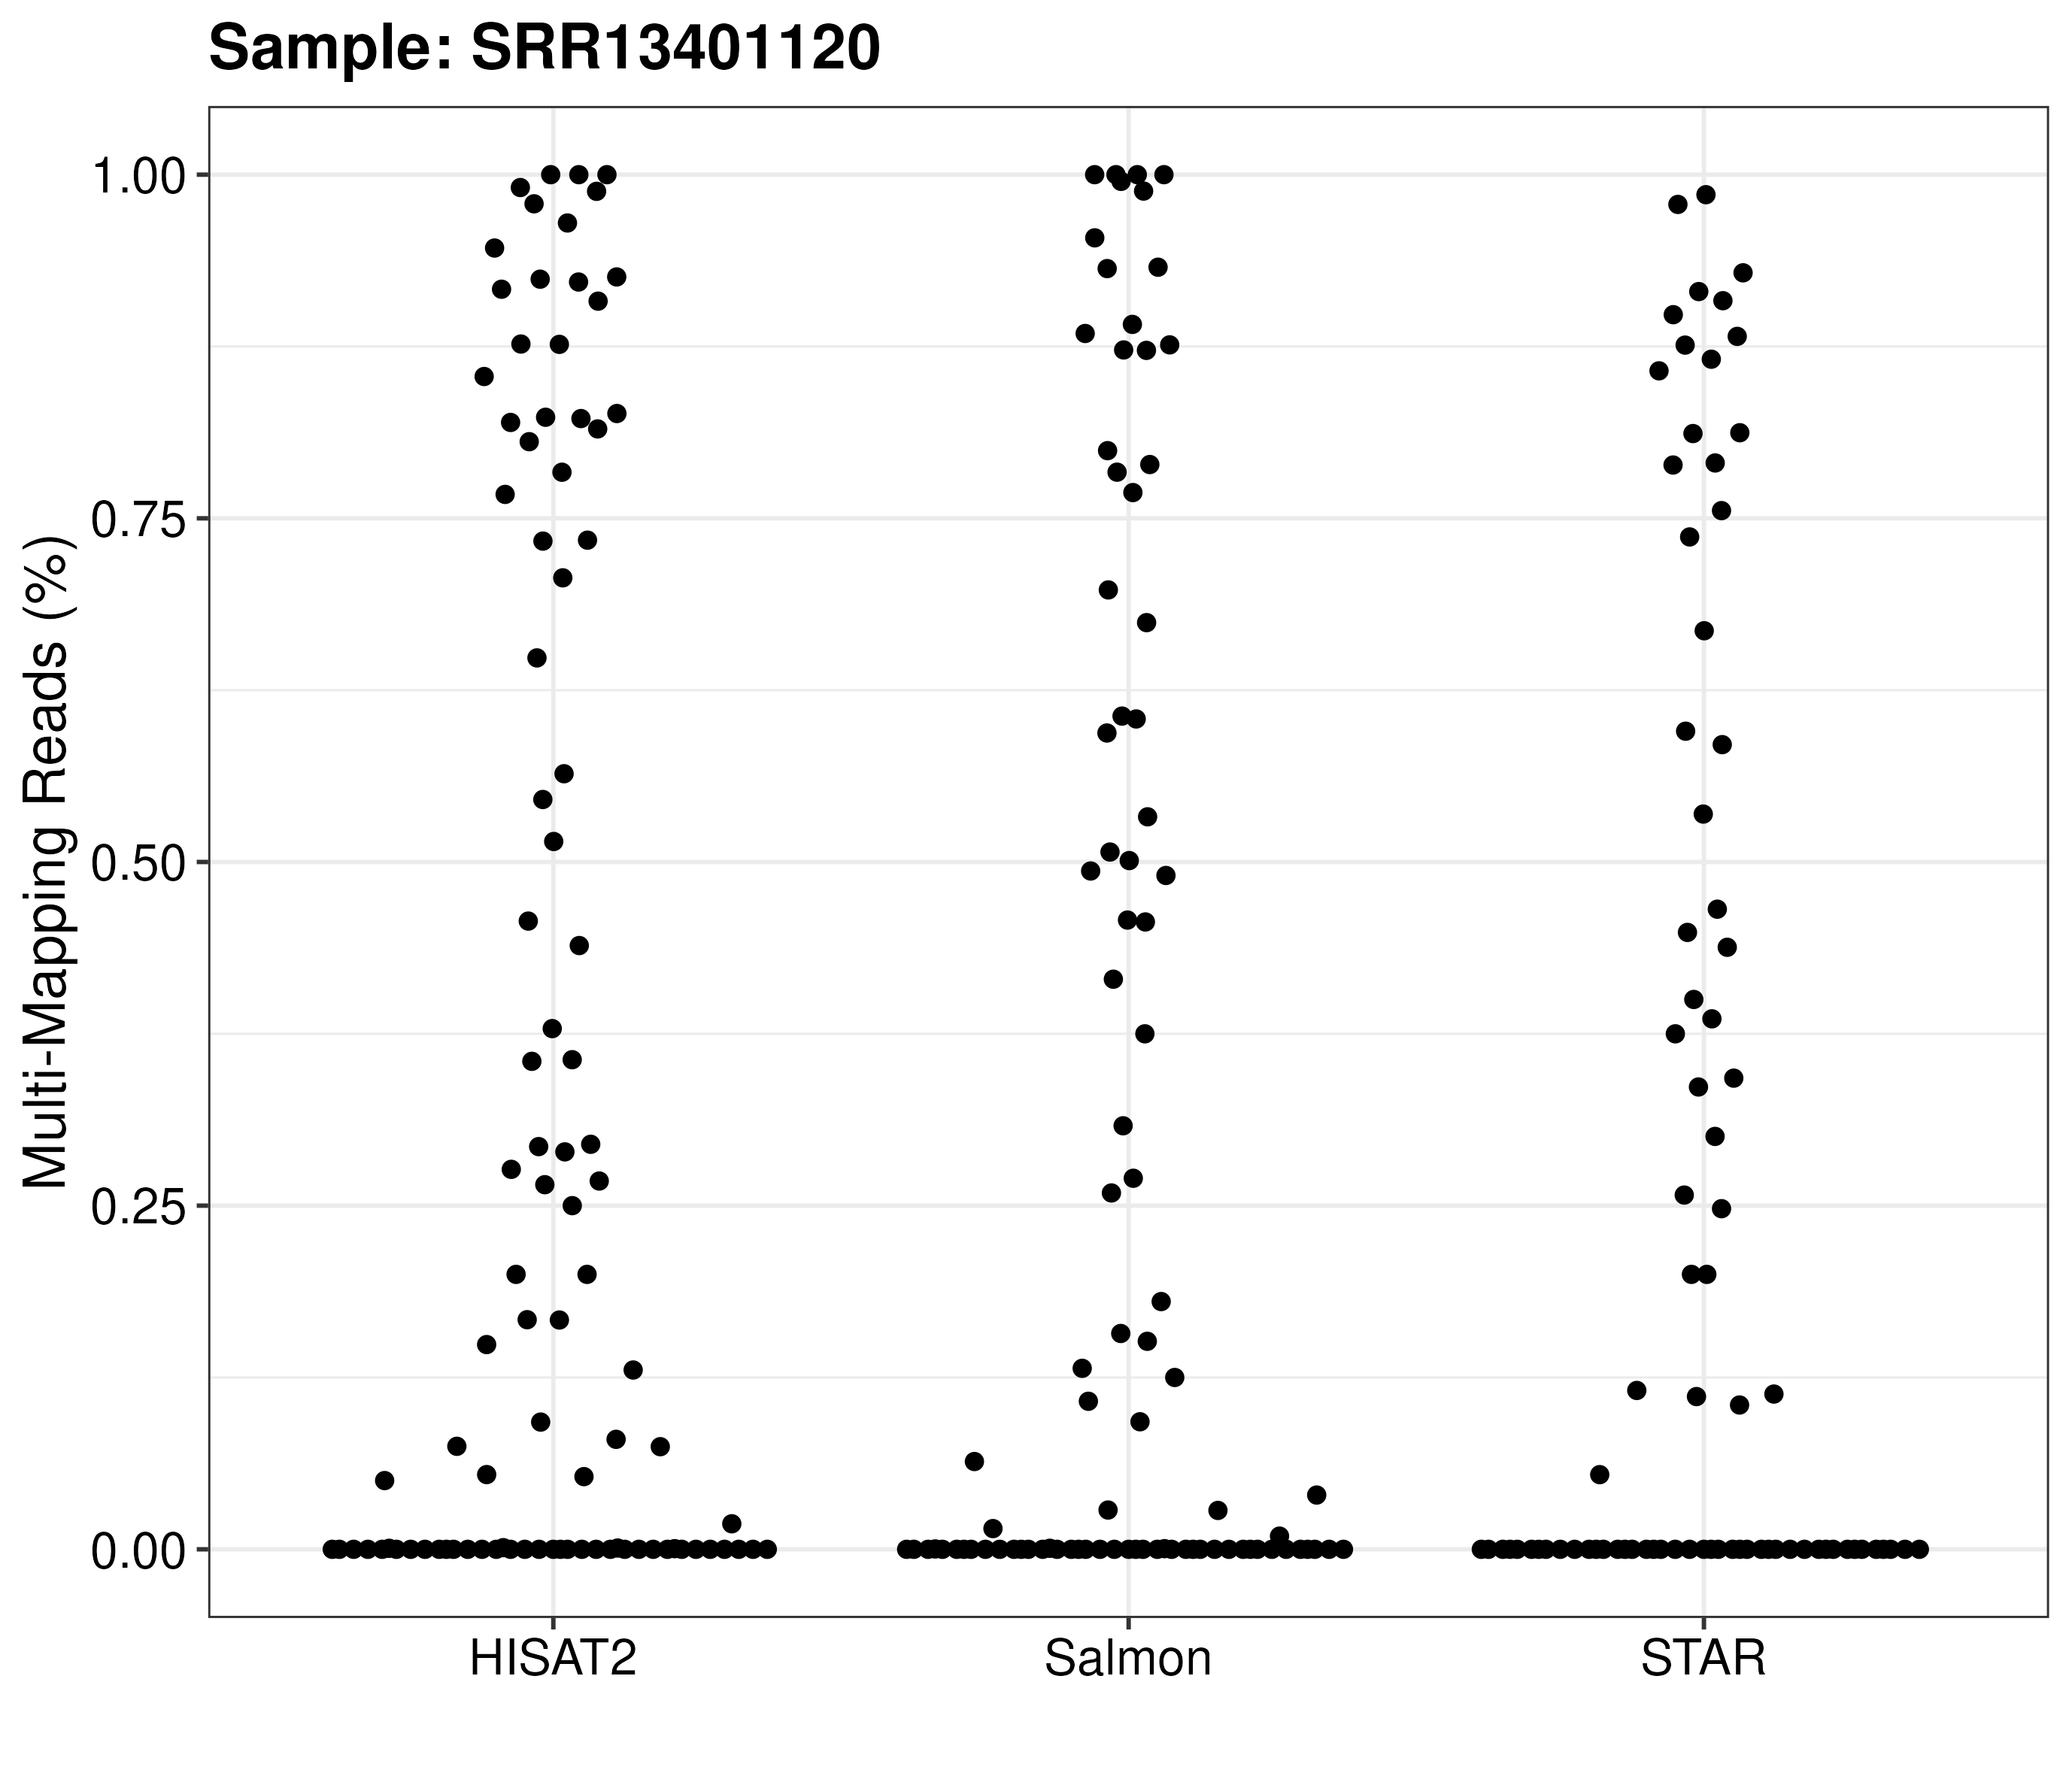 Sample: SRR13401120
Multi-Mapping Reads (%)
1.00
0.75
0.50
0.25
0.00
HISAT2
Salmon
STAR